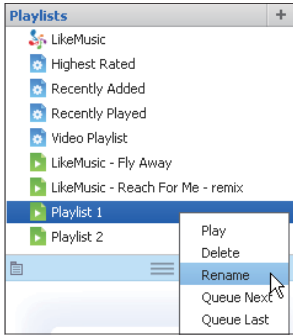 Playlists
LikeMusic
Highest Rated
Recently Added
Recently Played
Video Playlist
LikeMusic - Fly Away
LikeMusic - Reach For Me - remix
Playlist 1
Playlist 2
Play
Delete
Rename
Queue Next
Queue Last